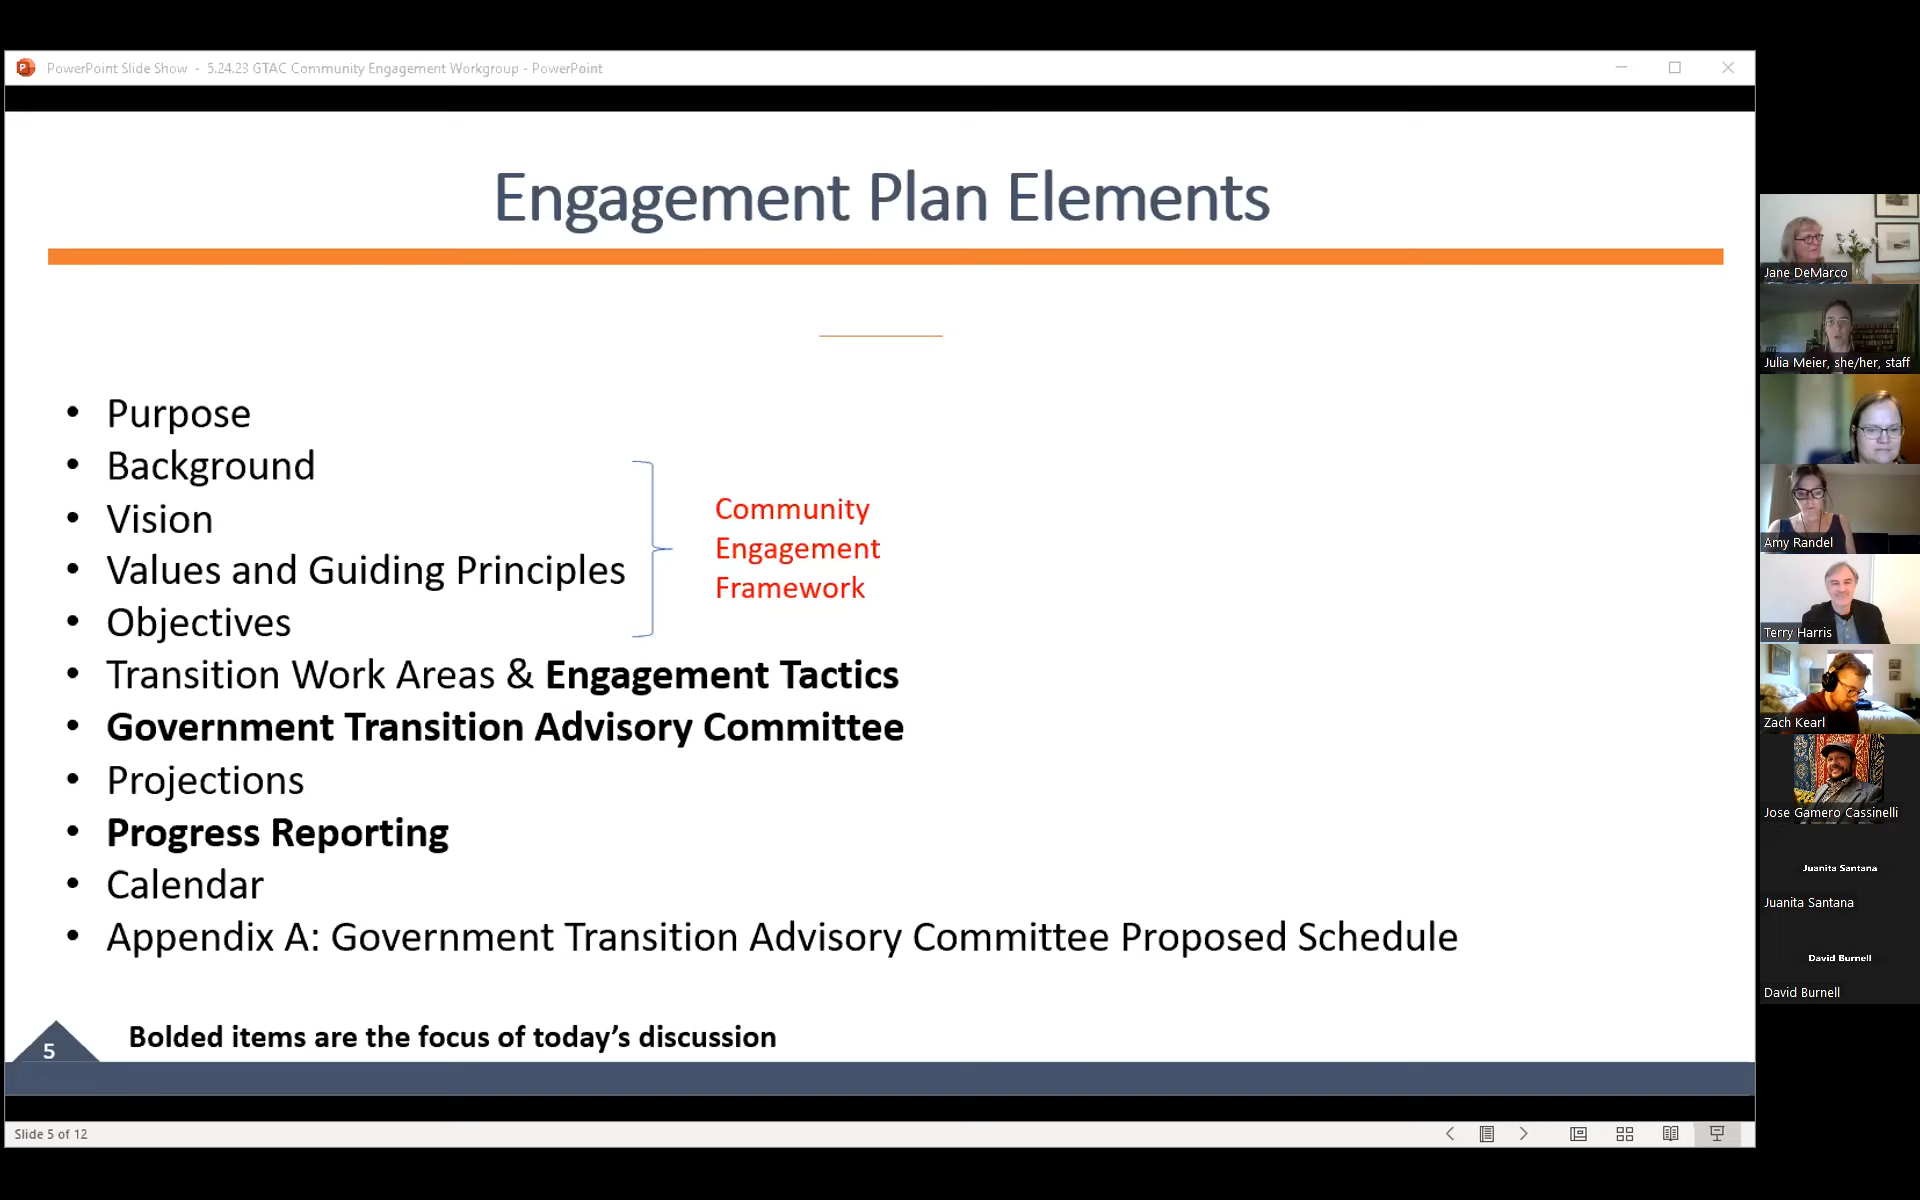 PowerPoint Slide Show - 5.24.23 GTAC Community Engagement Workgroup - PowerPoint
Engagement Plan Elements
• Purpose
• Background
• Vision
• Values and Guiding Principles
• Objectives
Community
Engagement
Framework
• Transition Work Areas & Engagement Tactics
• Government Transition Advisory Committee
• Projections
• Progress Reporting
• Calendar
• Appendix A: Government Transition Advisory Committee Proposed Schedule
Bolded items are the focus of today’s discussion
5
Slide 5 of 12
Jane DeMarco
Julia Meier, she/her, staff
Amy Randel
Terry Harris
Zach Kearl
Jose Gamero Cassinelli
Juanita Santana
Juanita Santana
David Burnell
David Burnell